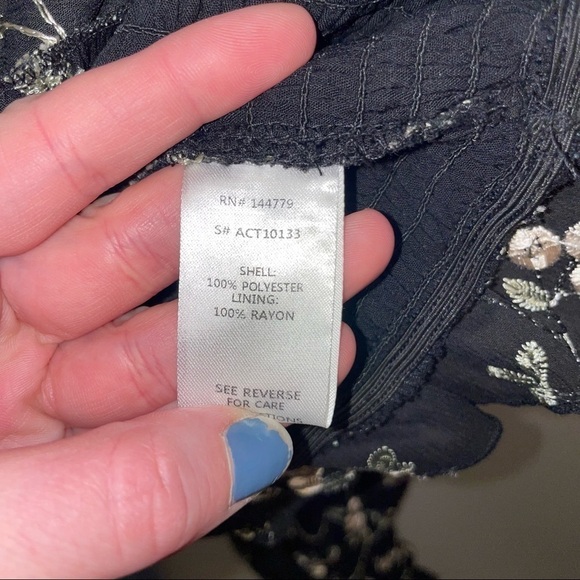 RN# 144779
S# ACT10133
SHELL:
100% POLYESTER
LINING:
100% RAYON
SEE REVERSE
FOR CARE